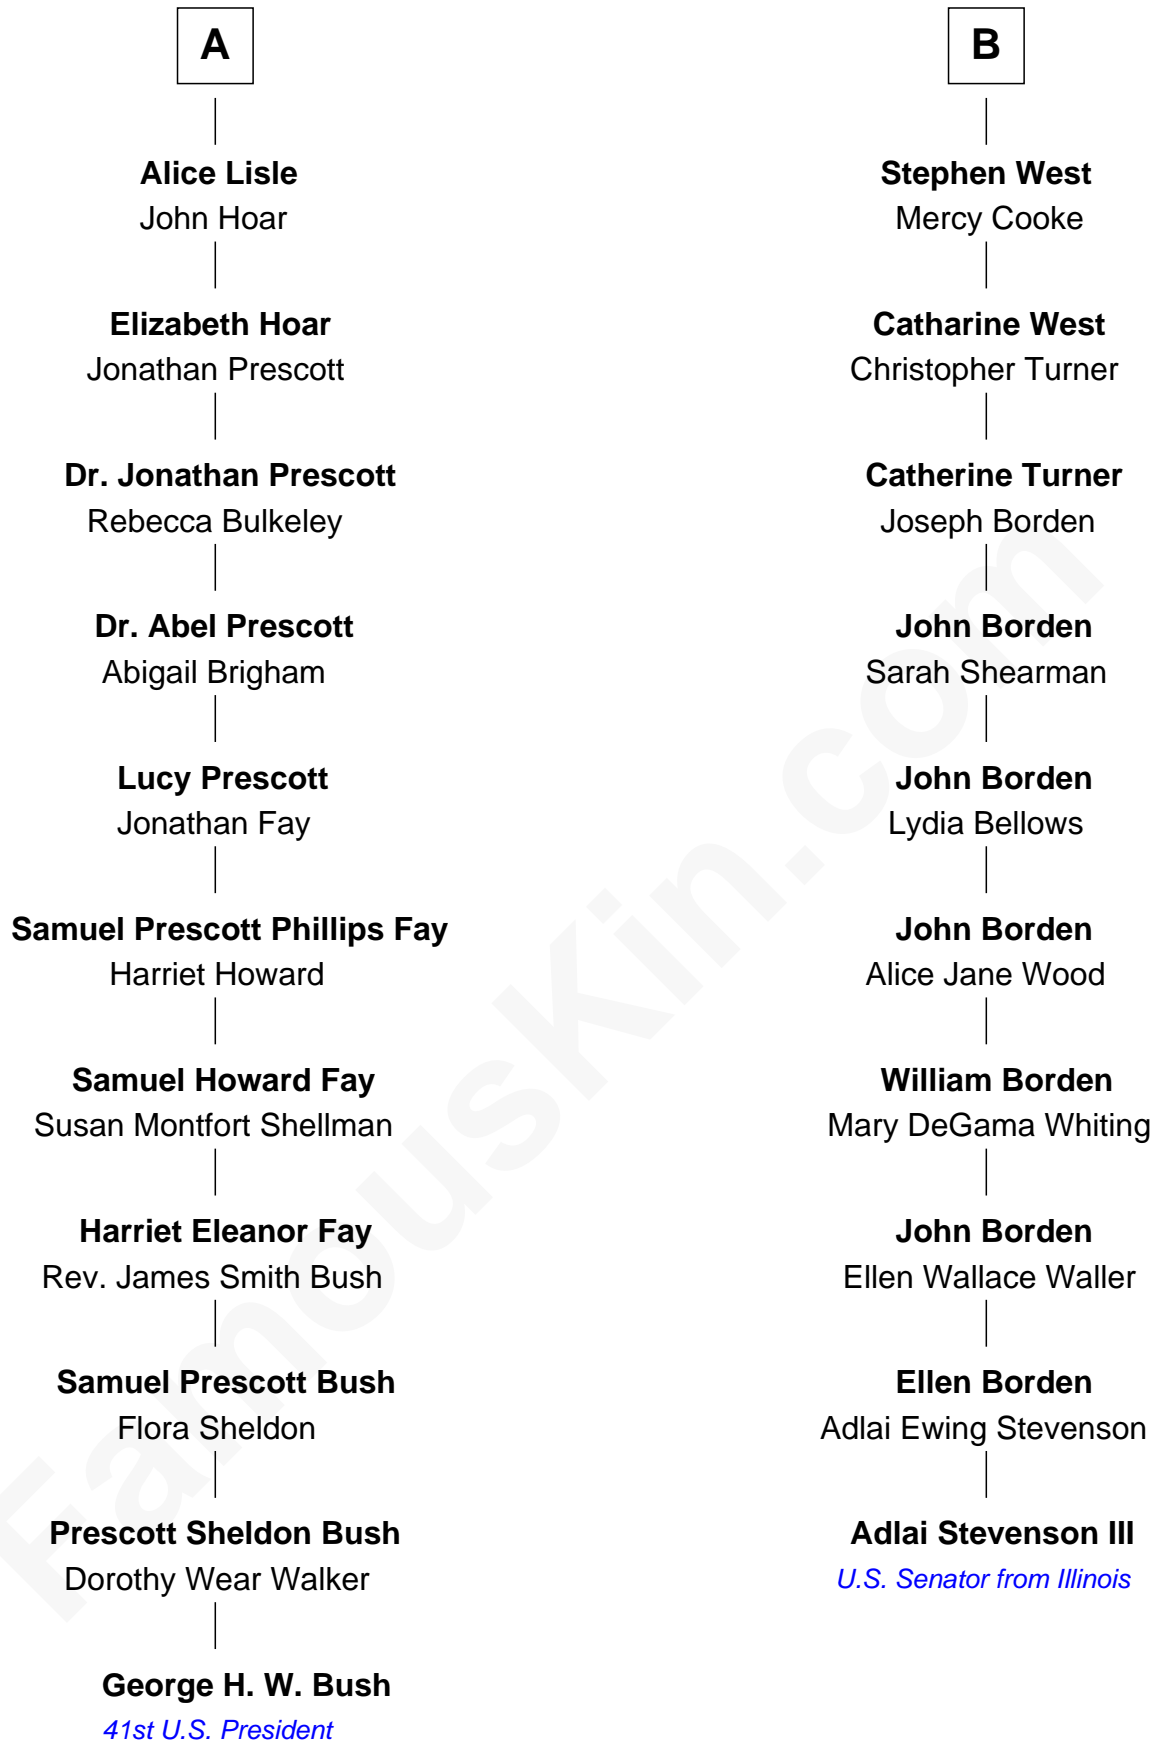 A
Alice Lisle
John Hoar
Elizabeth Hoar
Jonathan Prescott
Dr. Jonathan Prescott
Rebecca Bulkeley
Dr. Abel Prescott
Abigail Brigham
Lucy Prescott
Jonathan Fay
Samuel Prescott Phillips Fay
Harriet Howard
Samuel Howard Fay
Susan Montfort Shellman
Harriet Eleanor Fay
Rev. James Smith Bush
Samuel Prescott Bush
Flora Sheldon
Prescott Sheldon Bush
Dorothy Wear Walker
George H. W. Bush
41st U.S. President
B
Stephen West
Mercy Cooke
Catharine West
Christopher Turner
Catherine Turner
Joseph Borden
John Borden
Sarah Shearman
John Borden
Lydia Bellows
John Borden
Alice Jane Wood
William Borden
Mary DeGama Whiting
John Borden
Ellen Wallace Waller
Ellen Borden
Adlai Ewing Stevenson
Adlai Stevenson III
U.S. Senator from Illinois
FamousKin.com